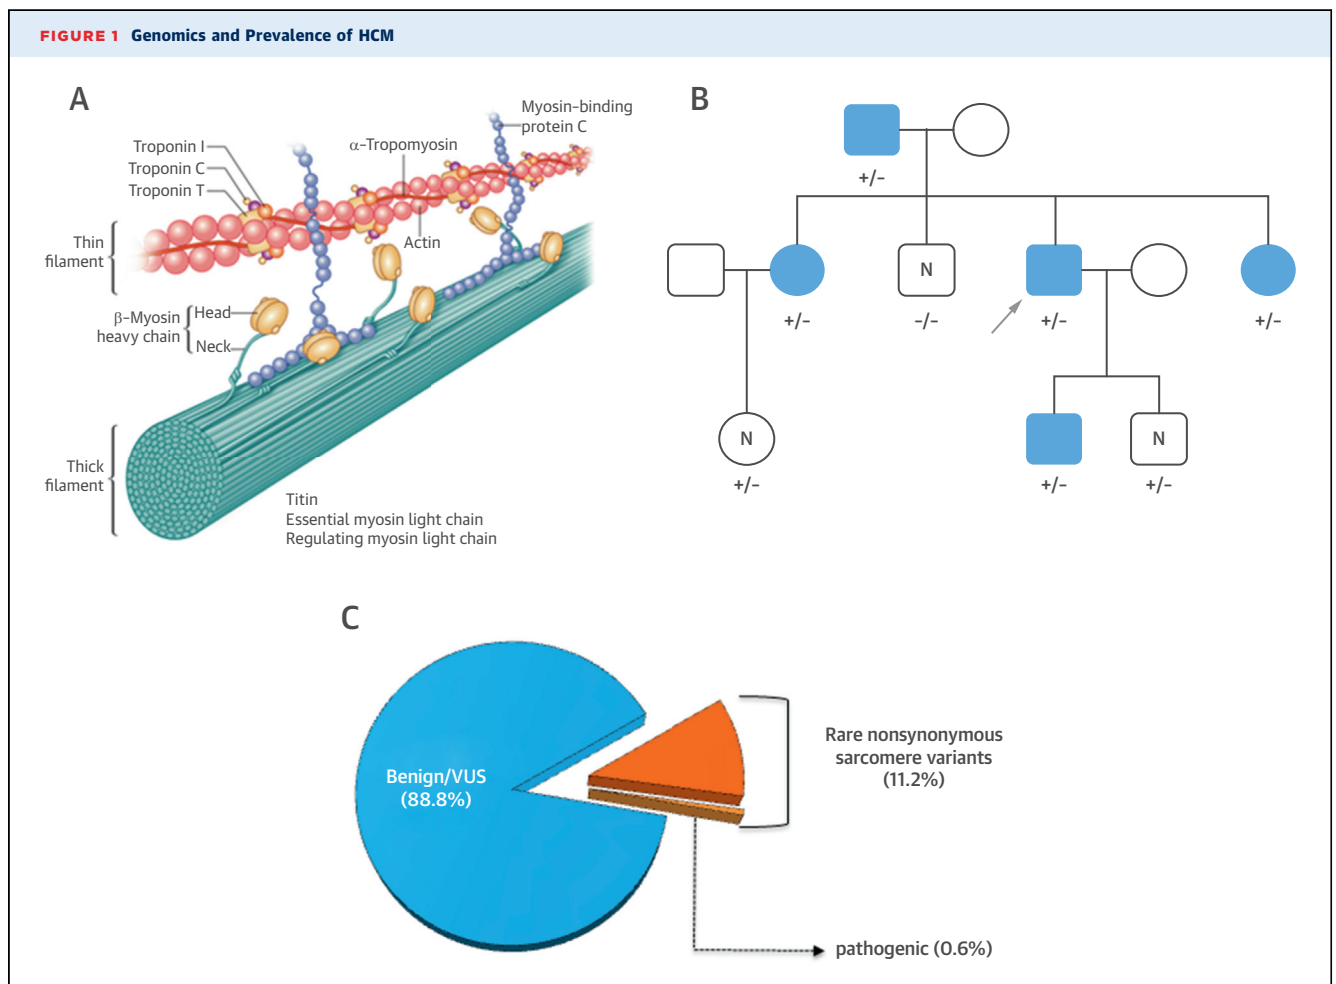 FIGURE 1 Genomics and Prevalence of HCM
A
Troponin I
Troponin C
Troponin T
α-Tropomyosin
Myosin-binding
protein C
Actin
Thin
filament
β-Myosin
heavy chain
Head
Neck
Thick
filament
Titin
Essential myosin light chain
Regulating myosin light chain
B
+/-
N
+/-
-/-
+/-
+/-
N
N
+/-
+/-
+/-
C
Benign/VUS
(88.8%)
Rare nonsynonymous
sarcomere variants
(11.2%)
pathogenic (0.6%)